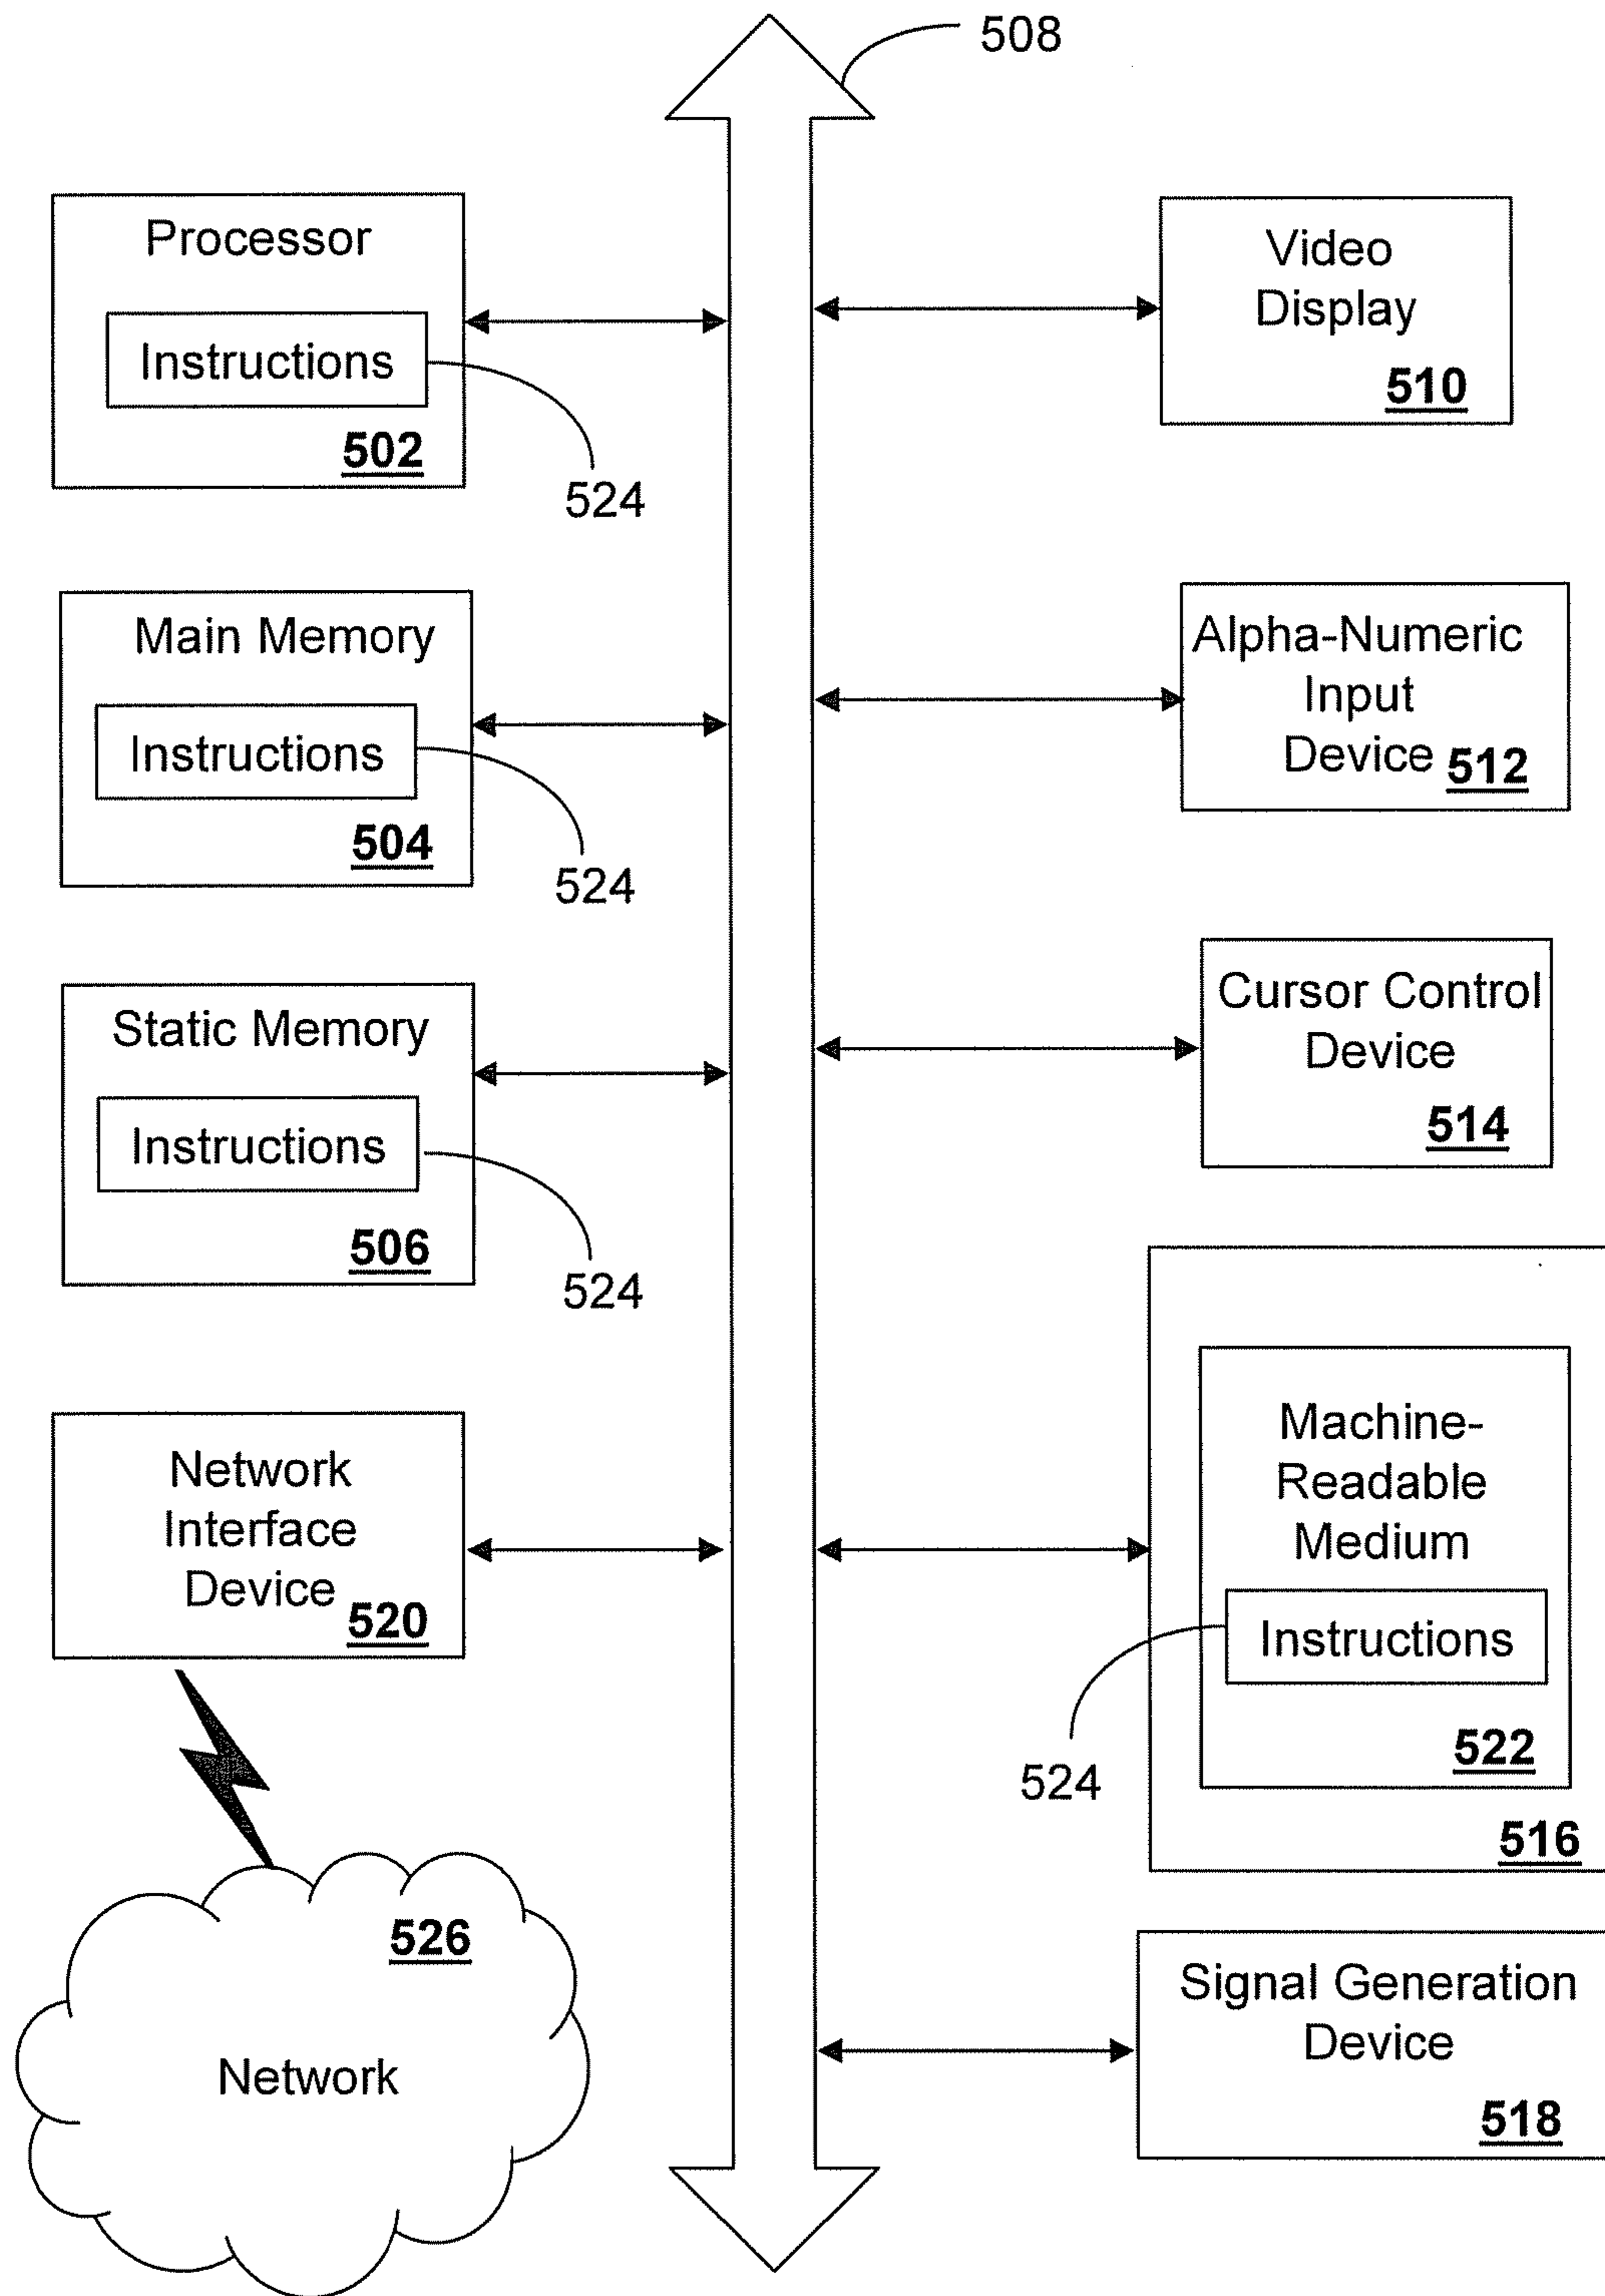 508
Processor
Instructions
502
524
Main Memory
Instructions
504
524
Static Memory
Instructions
506
524
Network
Interface
Device
520
526
Network
Video
Display
510
Alpha-Numeric
Input
Device
512
Cursor Control
Device
514
Machine-
Readable
Medium
Instructions
522
524
516
Signal Generation
Device
518